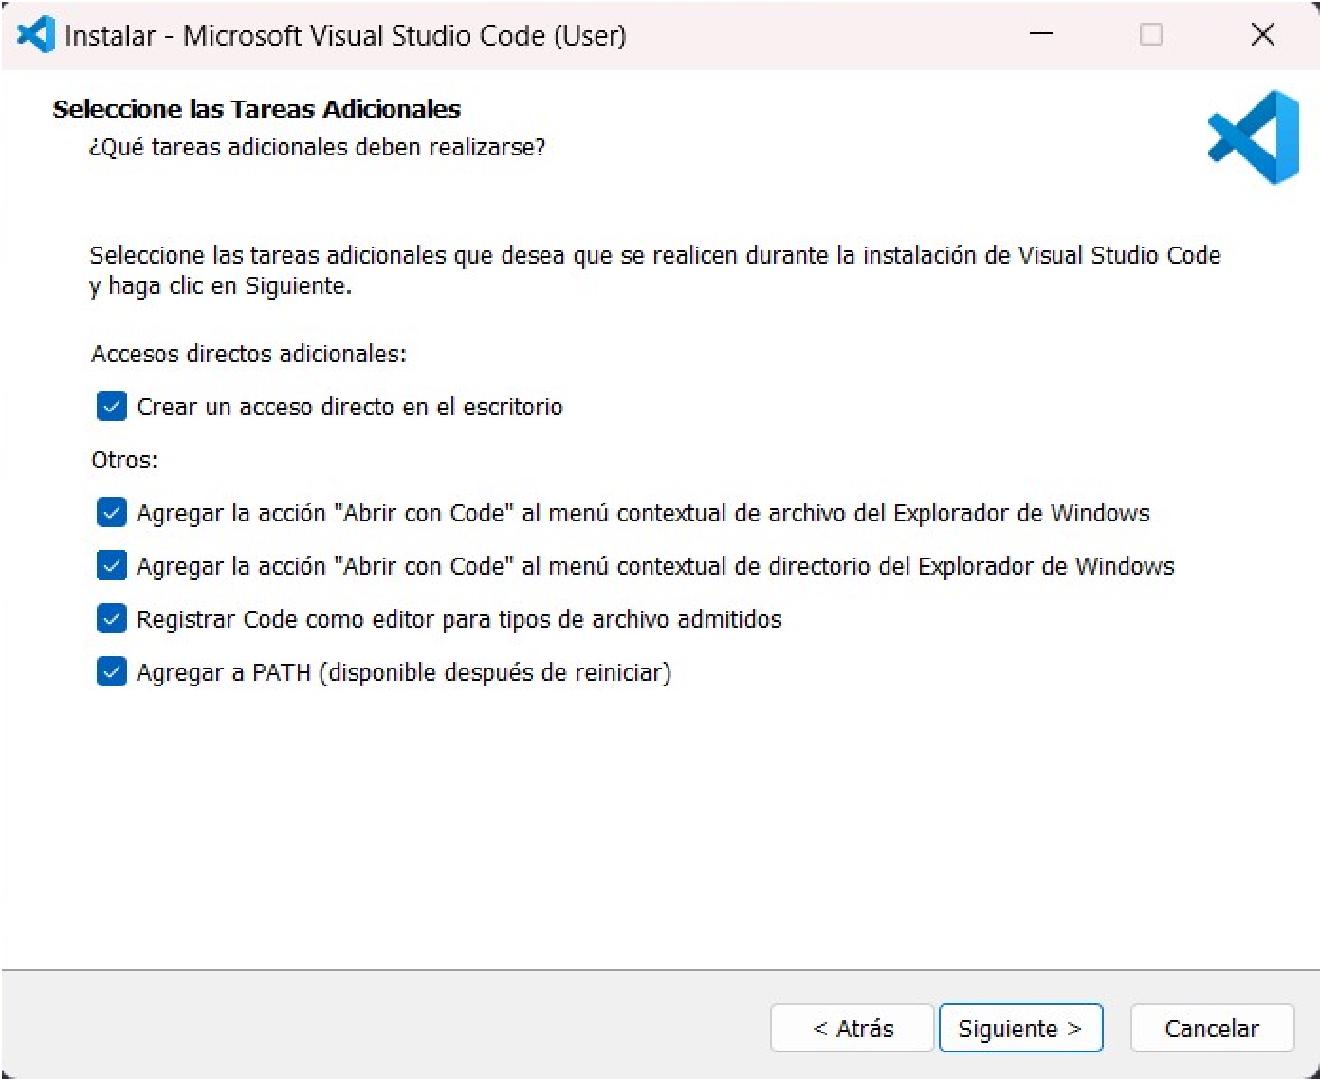 Instalar - Microsoft Visual Studio Code (User)
Seleccione las Tareas Adicionales
¿Qué tareas adicionales deben realizarse?
Seleccione las tareas adicionales que desea que se realicen durante la instalación de Visual Studio Code
y haga clic en Siguiente.
Accesos directos adicionales:
Crear un acceso directo en el escritorio
Otros:
Agregar la acción "Abrir con Code" al menú contextual de archivo del Explorador de Windows
Agregar la acción "Abrir con Code" al menú contextual de directorio del Explorador de Windows
Registrar Code como editor para tipos de archivo admitidos
Agregar a PATH (disponible después de reiniciar)
< Atrás Siguiente > Cancelar